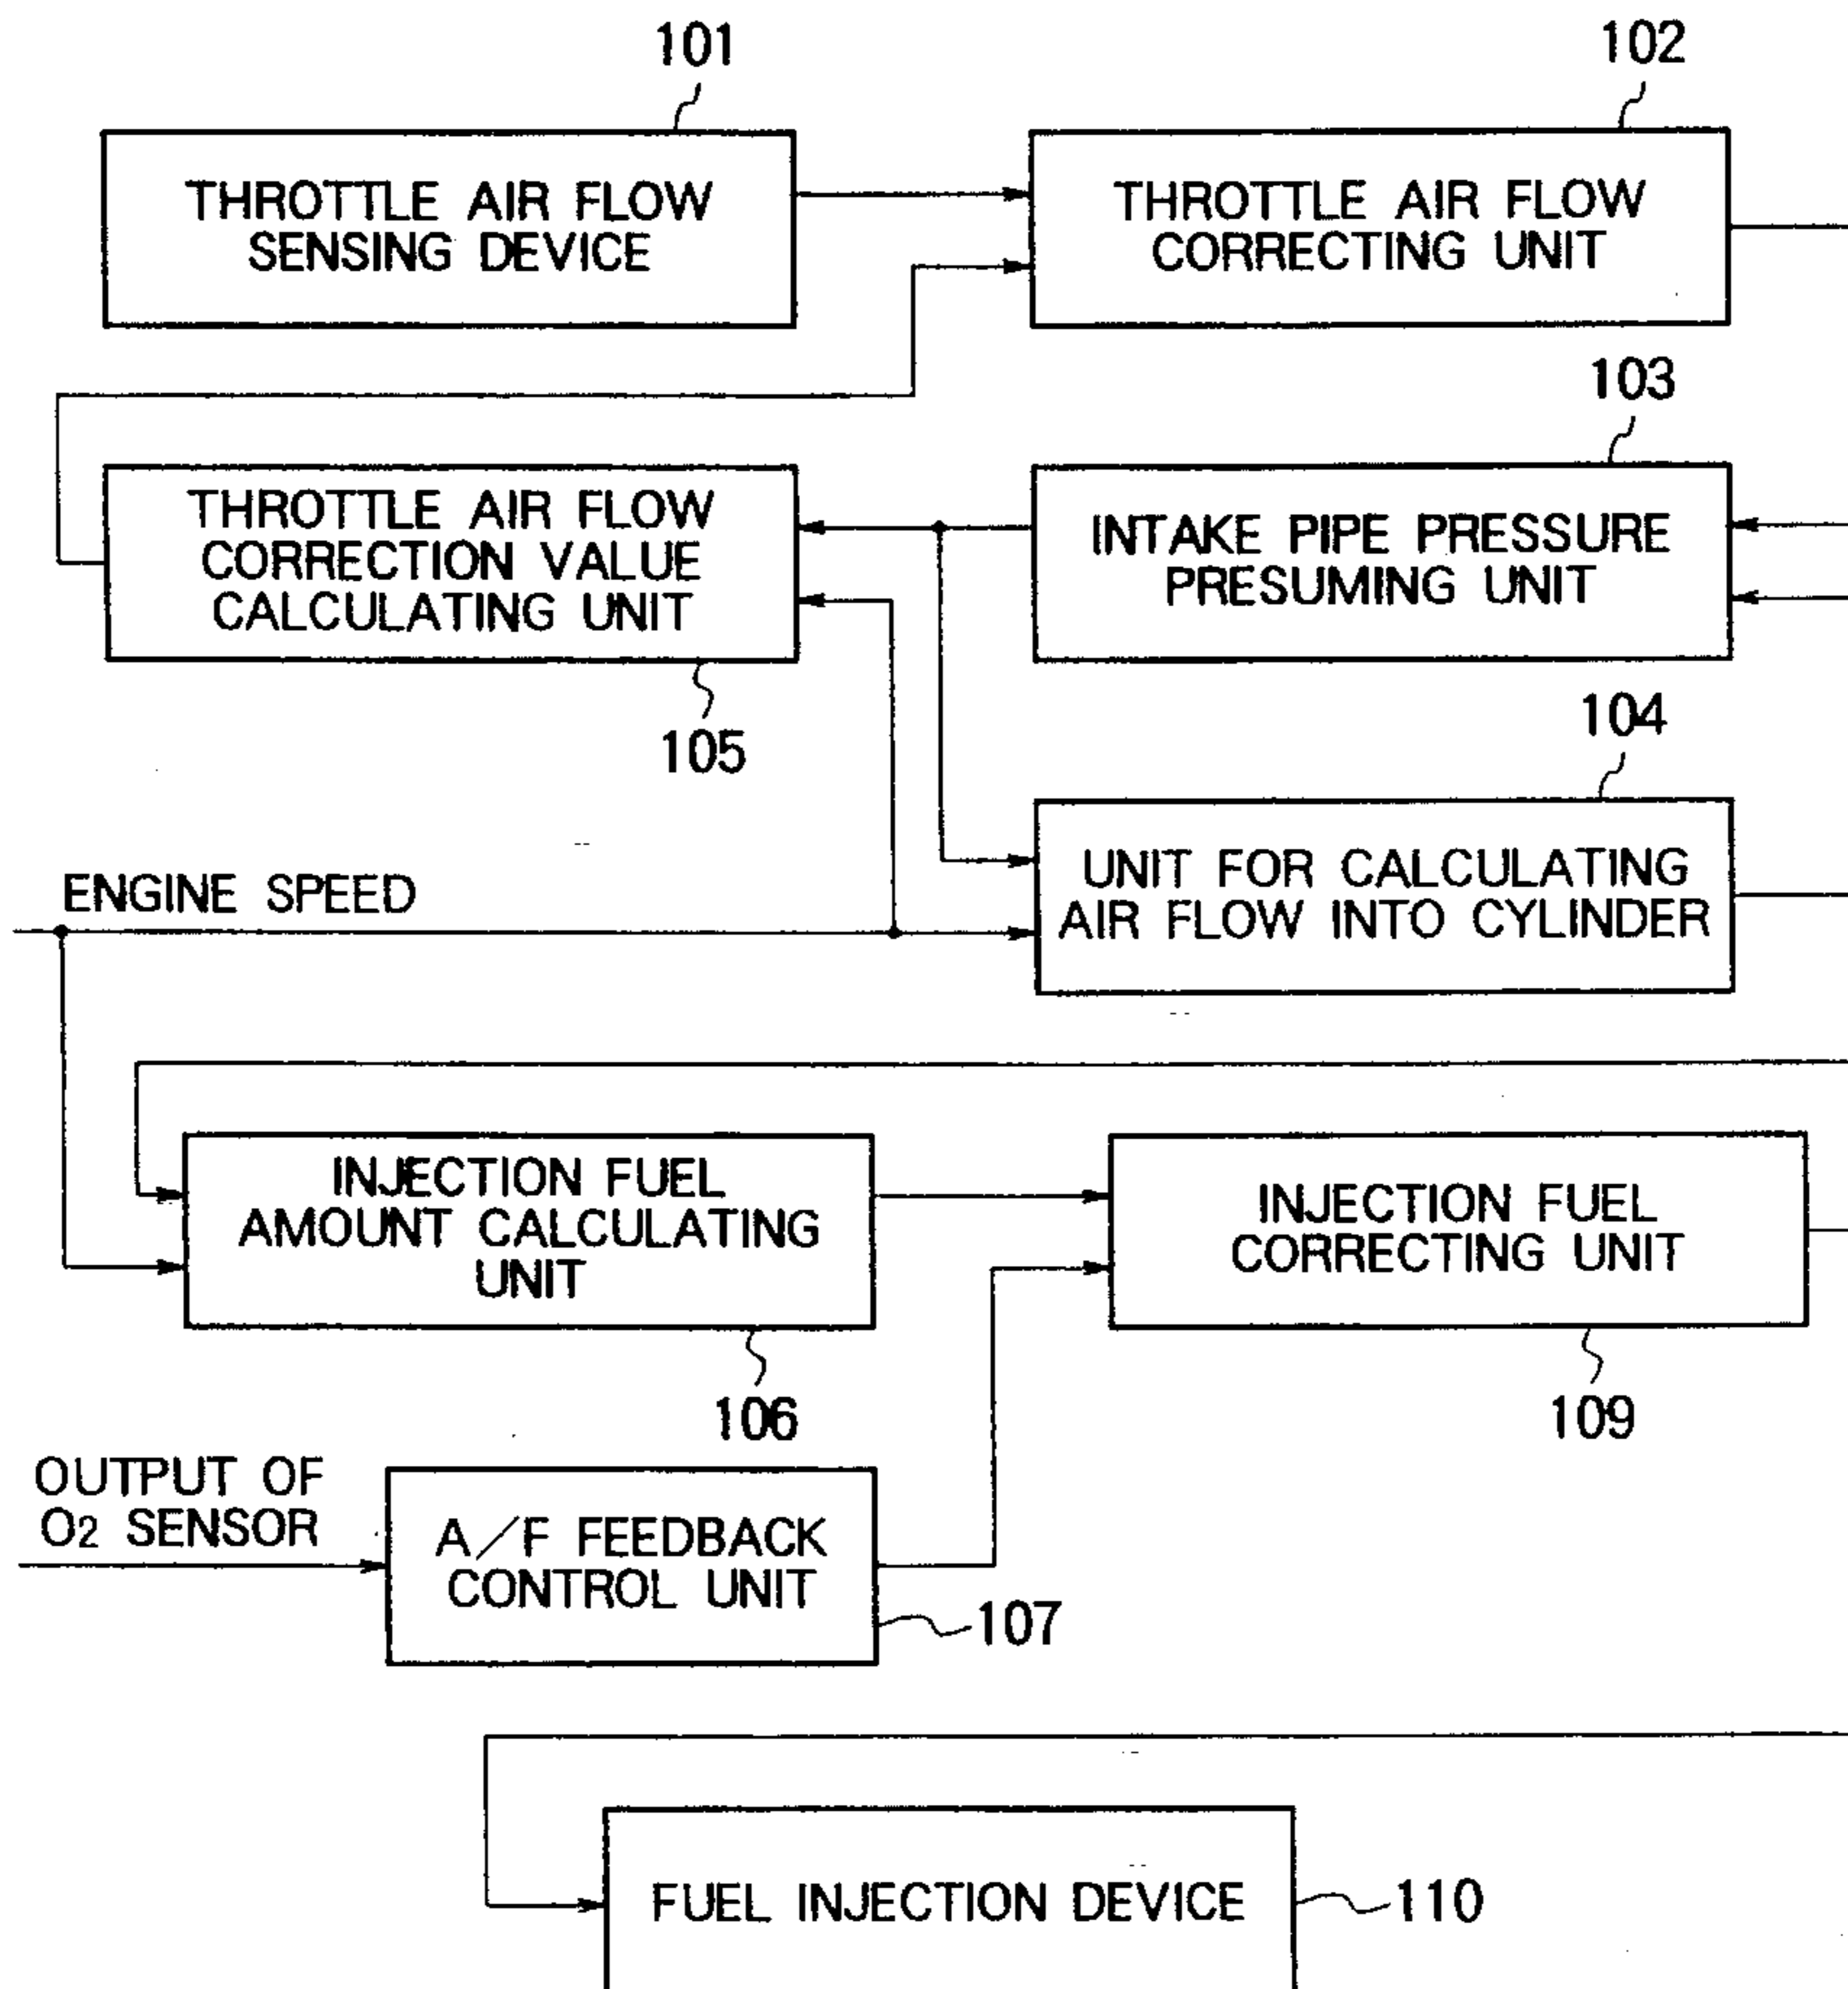 101
102
THROTTLE AIR FLOW
SENSING DEVICE
THROTTLE AIR FLOW
CORRECTING UNIT
103
THROTTLE AIR FLOW
CORRECTION VALUE
CALCULATING UNIT
INTAKE PIPE PRESSURE
PRESUMING UNIT
105
104
ENGINE SPEED
UNIT FOR CALCULATING
AIR FLOW INTO CYLINDER
INJECTION FUEL
AMOUNT CALCULATING
UNIT
INJECTION FUEL
CORRECTING UNIT
106
109
OUTPUT OF
O2 SENSOR
A/F FEEDBACK
CONTROL UNIT
107
FUEL INJECTION DEVICE
110